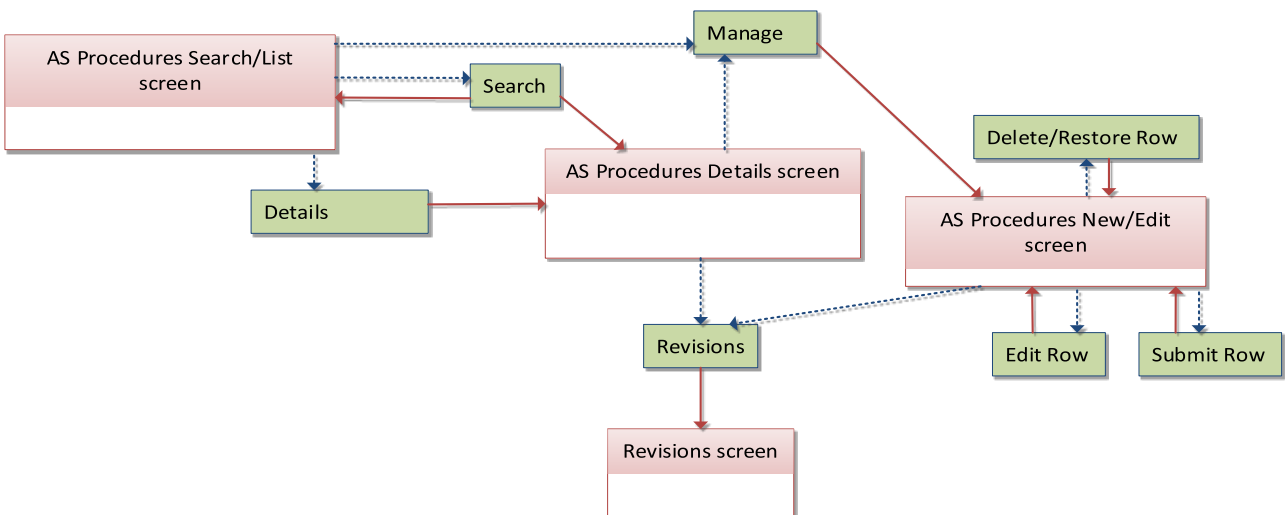 Manage
AS Procedures Search/List
screen
Search
Delete/Restore Row
AS Procedures Details screen
Details
AS Procedures New/Edit
screen
Revisions
Edit Row
Submit Row
Revisions screen